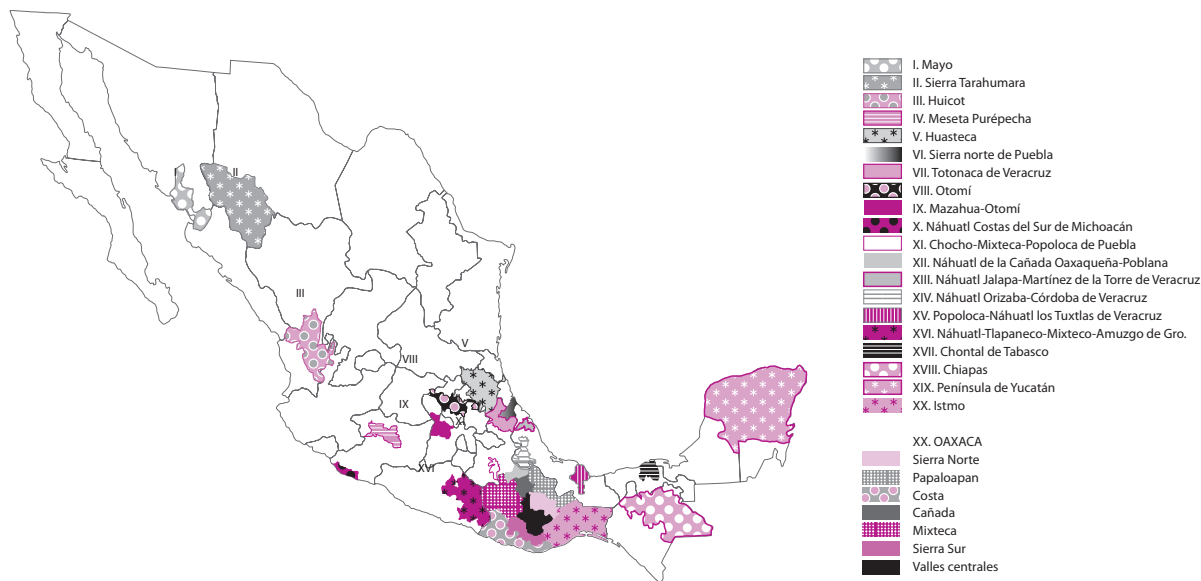 I
II
III
V
VIII
IX
XI
XVI
I. Mayo
II. Sierra Tarahumara
III. Huicot
IV. Meseta Purépecha
V. Huasteca
VI. Sierra norte de Puebla
VII. Totonaca de Veracruz
VIII. Otomí
IX. Mazahua-Otomí
X. Náhuatl Costas del Sur de Michoacán
XI. Chocho-Mixteca-Popoloca de Puebla
XII. Náhuatl de la Cañada Oaxaqueña-Poblana
XIII. Náhuatl Jalapa-Martínez de la Torre de Veracruz
XIV. Náhuatl Orizaba-Córdoba de Veracruz
XV. Popoloca-Náhuatl los Tuxtlas de Veracruz
XVI. Náhuatl-Tlapaneco-Mixteco-Amuzgo de Gro.
XVII. Chontal de Tabasco
XVIII. Chiapas
XIX. Península de Yucatán
XX. Istmo
XX. OAXACA
Sierra Norte
Papaloapan
Costa
Cañada
Mixteca
Sierra Sur
Valles centrales